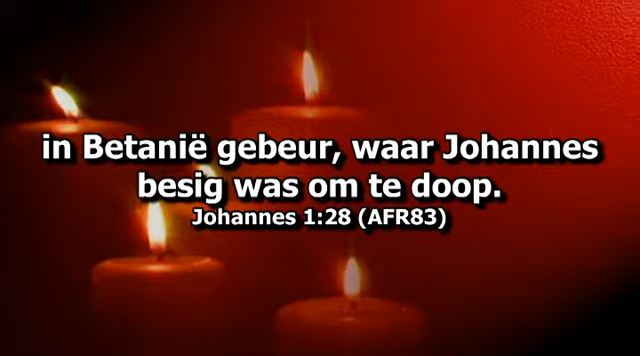 in Betanië gebeur, waar Johannes
besig was om te doop.
Johannes 1:28 (AFR83)